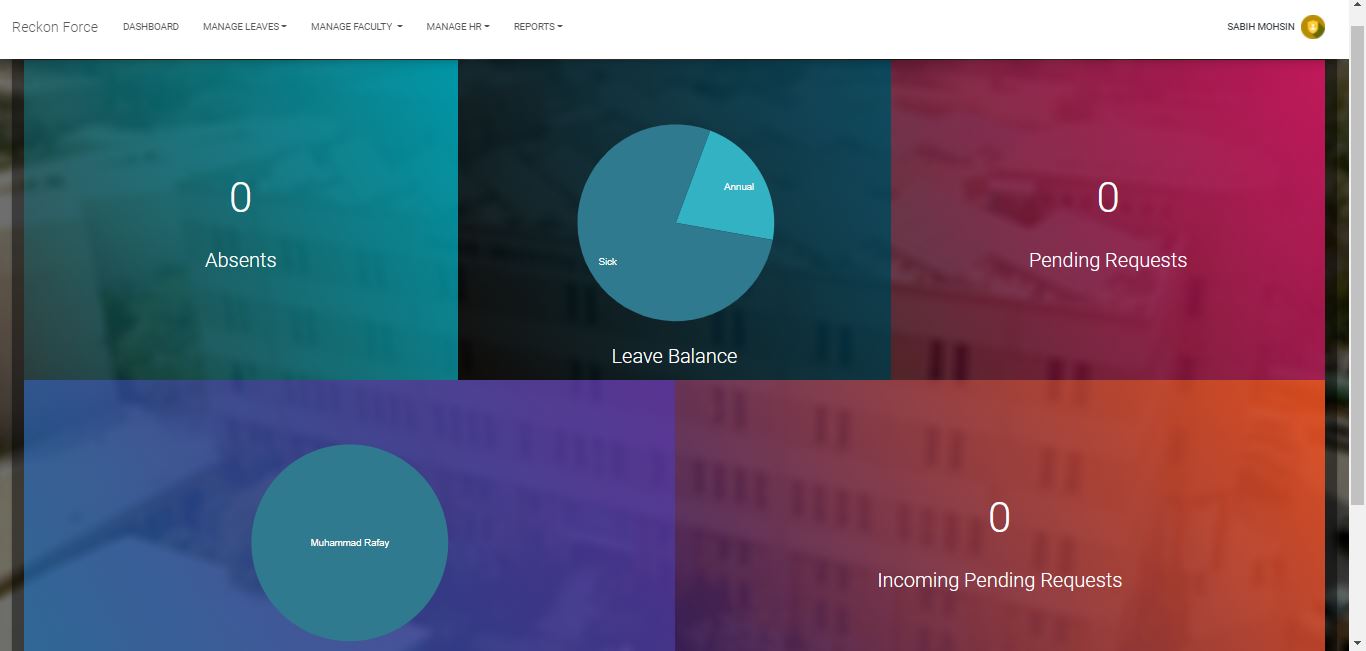 Reckon Force
DASHBOARD
MANAGE LEAVES
MANAGE FACULTY
MANAGE HR
REPORTS
SABIH MOHSIN
0
Absents
Annual
Sick
Leave Balance
0
Pending Requests
Muhammad Rafay
0
Incoming Pending Requests